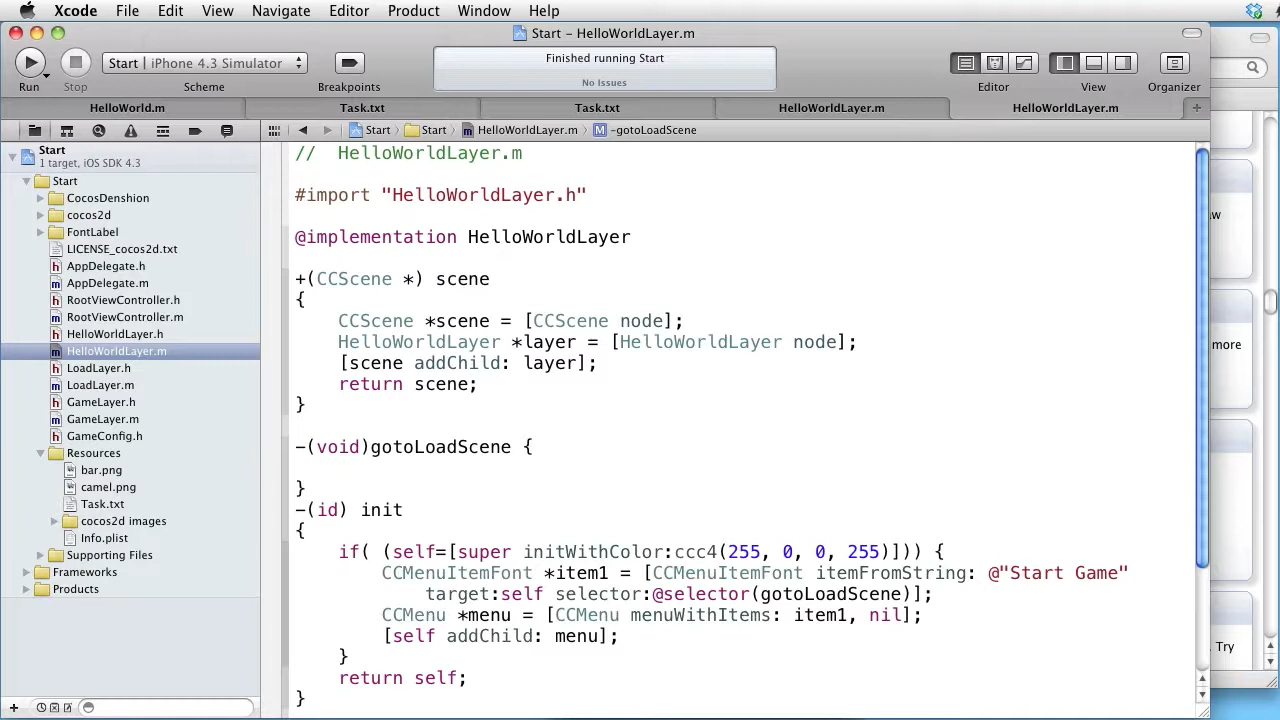 Xcode File Edit View Navigate Editor Product Window Help
Start - HelloWorldLayer.m
Start | iPhone 4.3 Simulator
Finished running Start
No Issues
Run Stop Scheme Breakpoints Editor View Organizer
HelloWorld.m Task.txt Task.txt HelloWorldLayer.m HelloWorldLayer.m
Start Start HelloWorldLayer.m -gotoLoadScene
Start
1 target, iOS SDK 4.3
Start
CocosDenshion
cocos2d
FontLabel
LICENSE_cocos2d.txt
AppDelegate.h
AppDelegate.m
RootViewController.h
RootViewController.m
HelloWorldLayer.h
HelloWorldLayer.m
LoadLayer.h
LoadLayer.m
GameLayer.h
GameLayer.m
GameConfig.h
Resources
bar.png
camel.png
Task.txt
cocos2d images
Info.plist
Supporting Files
Frameworks
Products
//  HelloWorldLayer.m
#import "HelloWorldLayer.h"
@implementation HelloWorldLayer
+(CCScene *) scene
{
    CCScene *scene = [CCScene node];
    HelloWorldLayer *layer = [HelloWorldLayer node];
    [scene addChild: layer];
    return scene;
}
-(void)gotoLoadScene {
}
-(id) init
{
    if( (self=[super initWithColor:ccc4(255, 0, 0, 255)])) {
        CCMenuItemFont *item1 = [CCMenuItemFont itemFromString: @"Start Game"
            target:self selector:@selector(gotoLoadScene)];
        CCMenu *menu = [CCMenu menuWithItems: item1, nil];
        [self addChild: menu];
    }
    return self;
}
more
Try